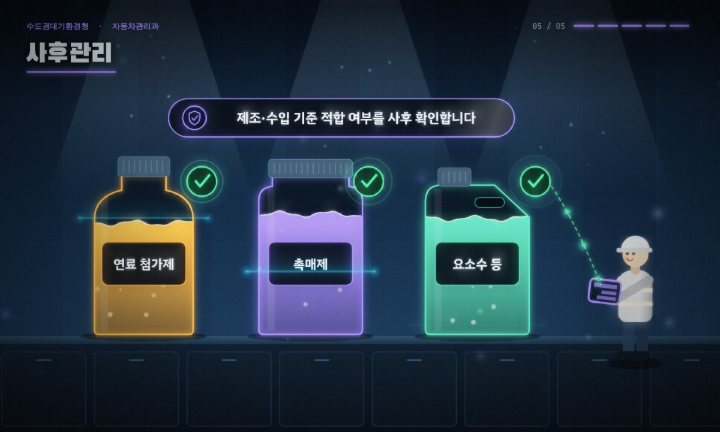 수도권대기환경청 · 자동차관리과
05 / 05
사후관리
제조·수입 기준 적합 여부를 사후 확인합니다
연료 첨가제
촉매제
요소수 등